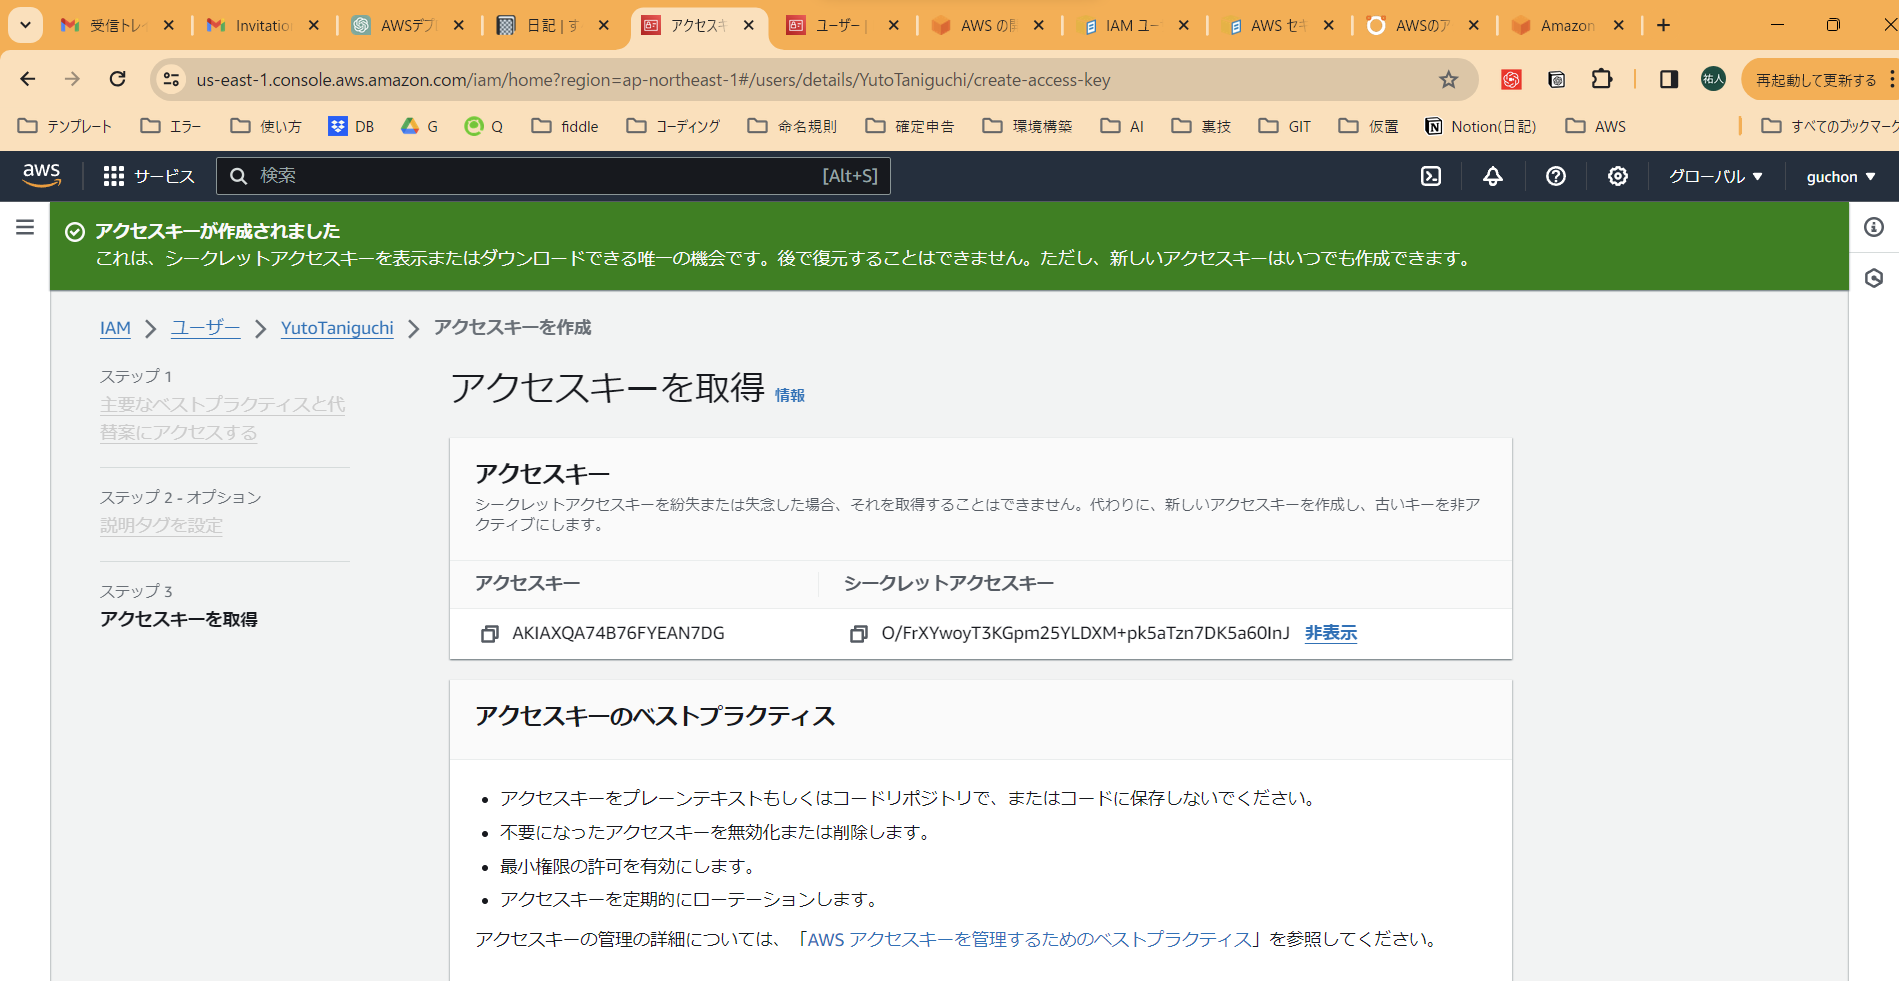 受信トレイ
Invitatio
AWSデプ
日記 | す
アクセスキ
ユーザー |
AWS の
IAM ユー
AWS セキ
AWSのア
Amazon
us-east-1.console.aws.amazon.com/iam/home?region=ap-northeast-1#/users/details/YutoTaniguchi/create-access-key
祐人
再起動して更新する
テンプレート
エラー
使い方
DB
G
Q
fiddle
コーディング
命名規則
確定申告
環境構築
AI
裏技
GIT
仮置
Notion(日記)
AWS
すべてのブックマーク
aws
サービス
検索
[Alt+S]
グローバル
guchon
アクセスキーが作成されました
これは、シークレットアクセスキーを表示またはダウンロードできる唯一の機会です。後で復元することはできません。ただし、新しいアクセスキーはいつでも作成できます。
IAM
ユーザー
YutoTaniguchi
アクセスキーを作成
ステップ 1
主要なベストプラクティスと代
替案にアクセスする
ステップ 2 - オプション
説明タグを設定
ステップ 3
アクセスキーを取得
アクセスキーを取得 情報
アクセスキー
シークレットアクセスキーを紛失または失念した場合、それを取得することはできません。代わりに、新しいアクセスキーを作成し、古いキーを非ア
クティブにします。
アクセスキー
シークレットアクセスキー
AKIAXQA74B76FYEAN7DG
[secret access key withheld: live credential]
非表示
アクセスキーのベストプラクティス
アクセスキーをプレーンテキストもしくはコードリポジトリで、またはコードに保存しないでください。
不要になったアクセスキーを無効化または削除します。
最小権限の許可を有効にします。
アクセスキーを定期的にローテーションします。
アクセスキーの管理の詳細については、「AWS アクセスキーを管理するためのベストプラクティス」を参照してください。